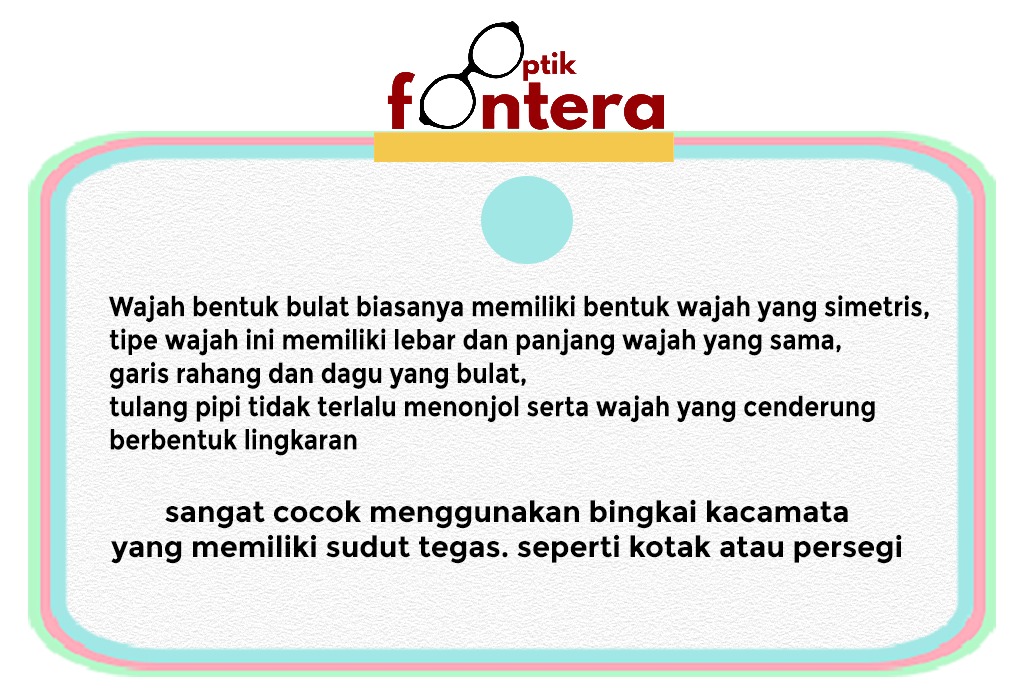 optik
fontera
Wajah bentuk bulat biasanya memiliki bentuk wajah yang simetris,
tipe wajah ini memiliki lebar dan panjang wajah yang sama,
garis rahang dan dagu yang bulat,
tulang pipi tidak terlalu menonjol serta wajah yang cenderung
berbentuk lingkaran
sangat cocok menggunakan bingkai kacamata
yang memiliki sudut tegas. seperti kotak atau persegi